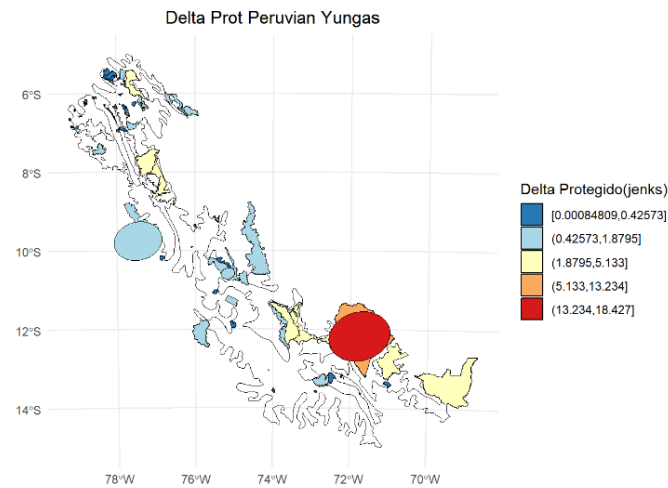 Delta Prot Peruvian Yungas
6°S
8°S
10°S
12°S
14°S
78°W
76°W
74°W
72°W
70°W
Delta Protegido(jenks)
[0.00084809,0.42573]
(0.42573,1.8795]
(1.8795,5.133]
(5.133,13.234]
(13.234,18.427]